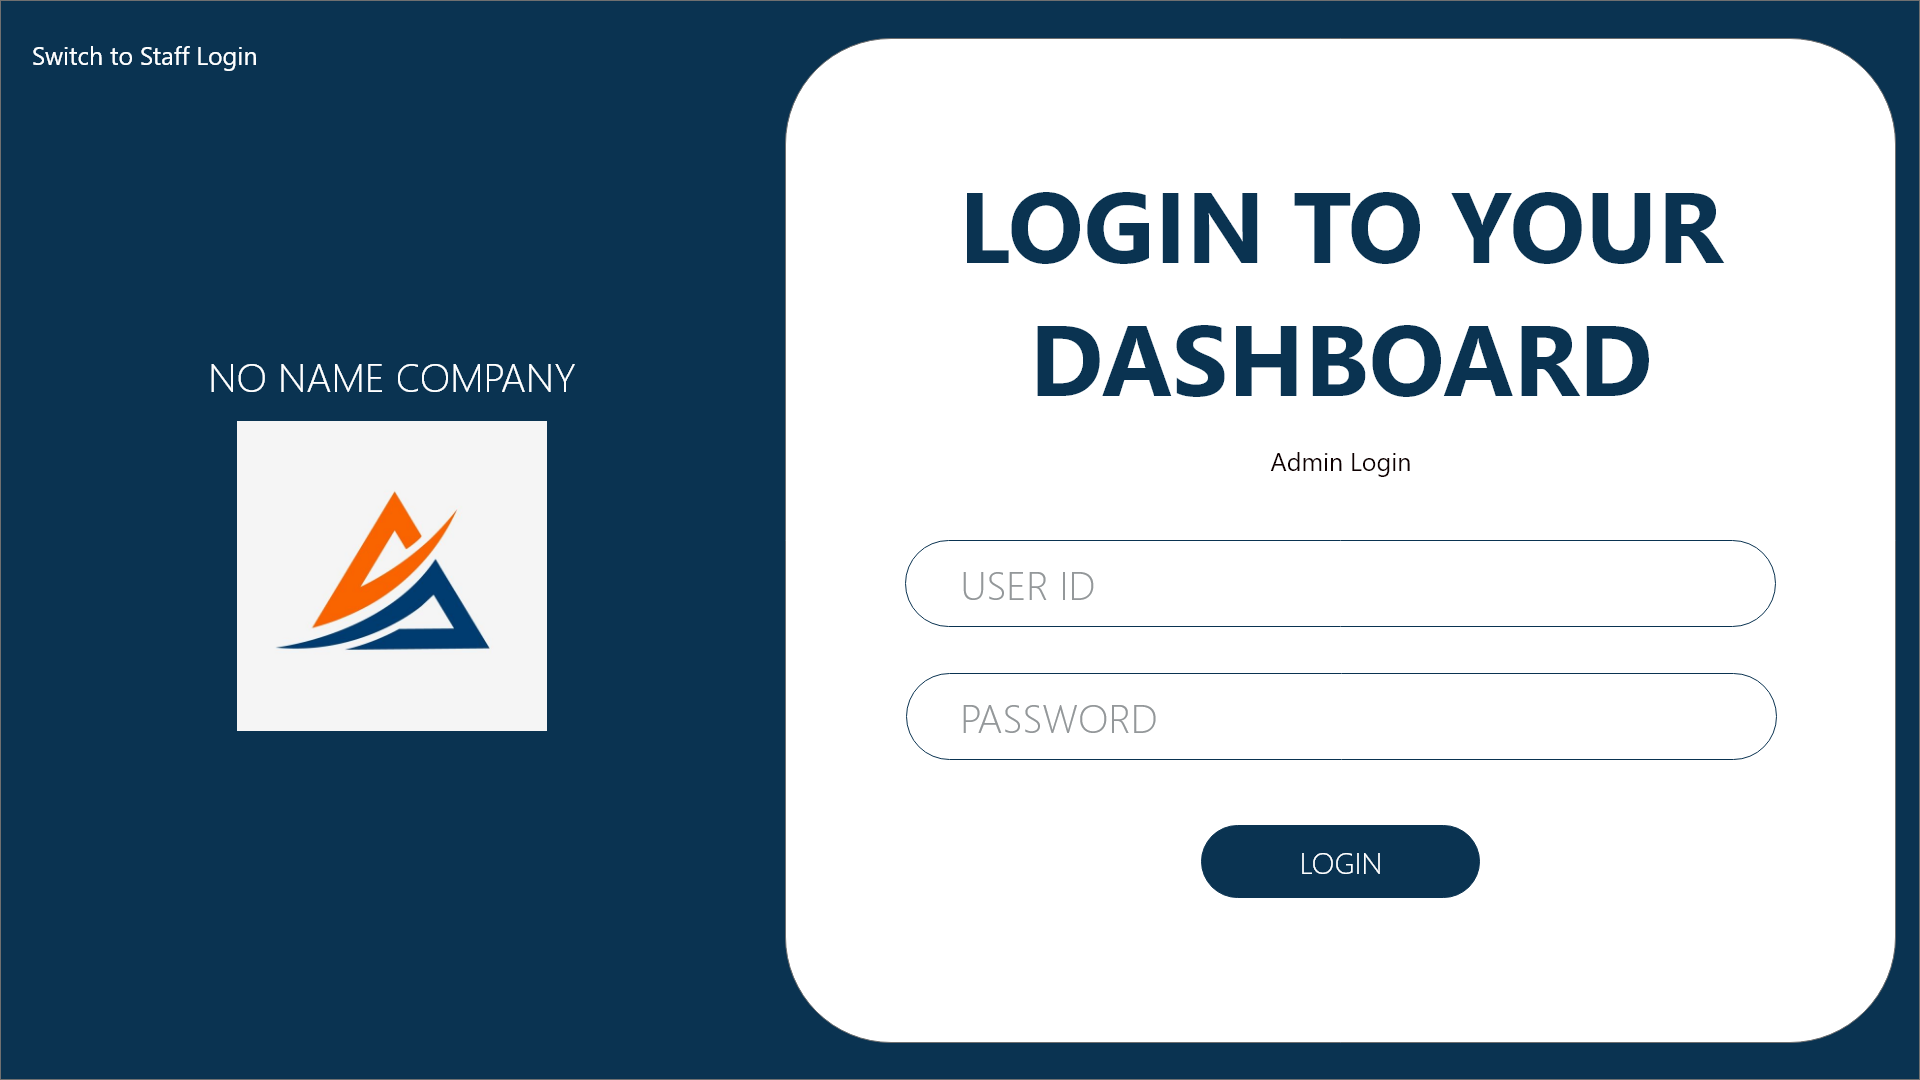 Switch to Staff Login
NO NAME COMPANY
LOGIN TO YOUR
DASHBOARD
Admin Login
USER ID
PASSWORD
LOGIN